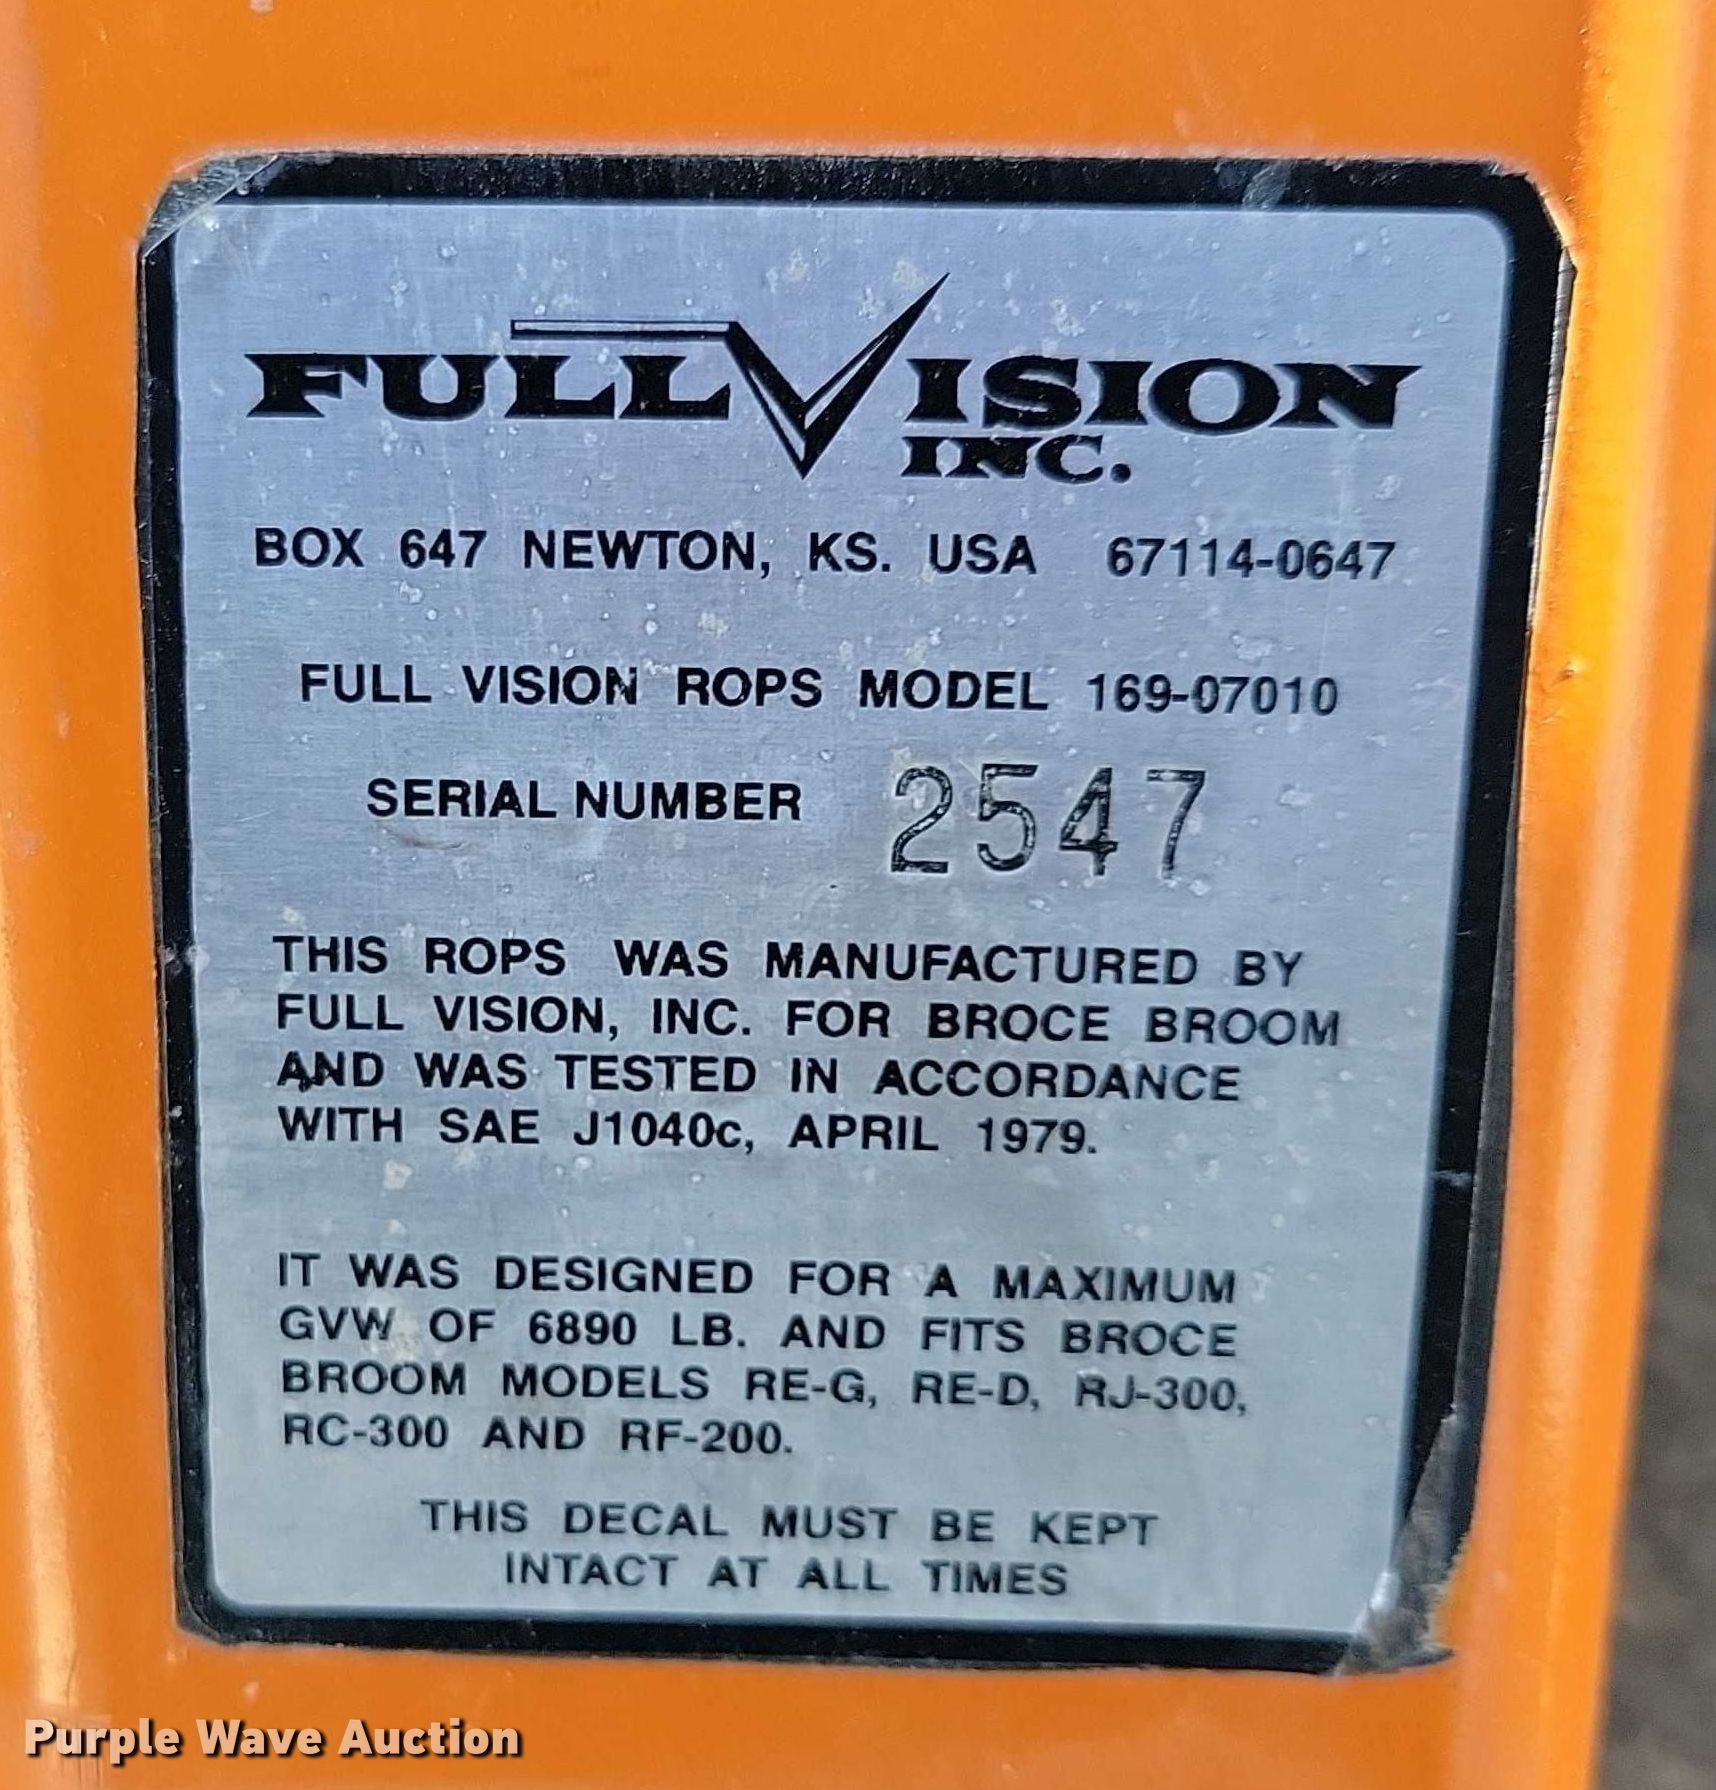 FULL VISION
INC.
BOX 647 NEWTON, KS. USA 67114-0647
FULL VISION ROPS MODEL 169-07010
SERIAL NUMBER 2547
THIS ROPS WAS MANUFACTURED BY
FULL VISION, INC. FOR BROCE BROOM
AND WAS TESTED IN ACCORDANCE
WITH SAE J1040c, APRIL 1979.
IT WAS DESIGNED FOR A MAXIMUM
GVW OF 6890 LB. AND FITS BROCE
BROOM MODELS RE-G, RE-D, RJ-300,
RC-300 AND RF-200.
THIS DECAL MUST BE KEPT
INTACT AT ALL TIMES
Purple Wave Auction